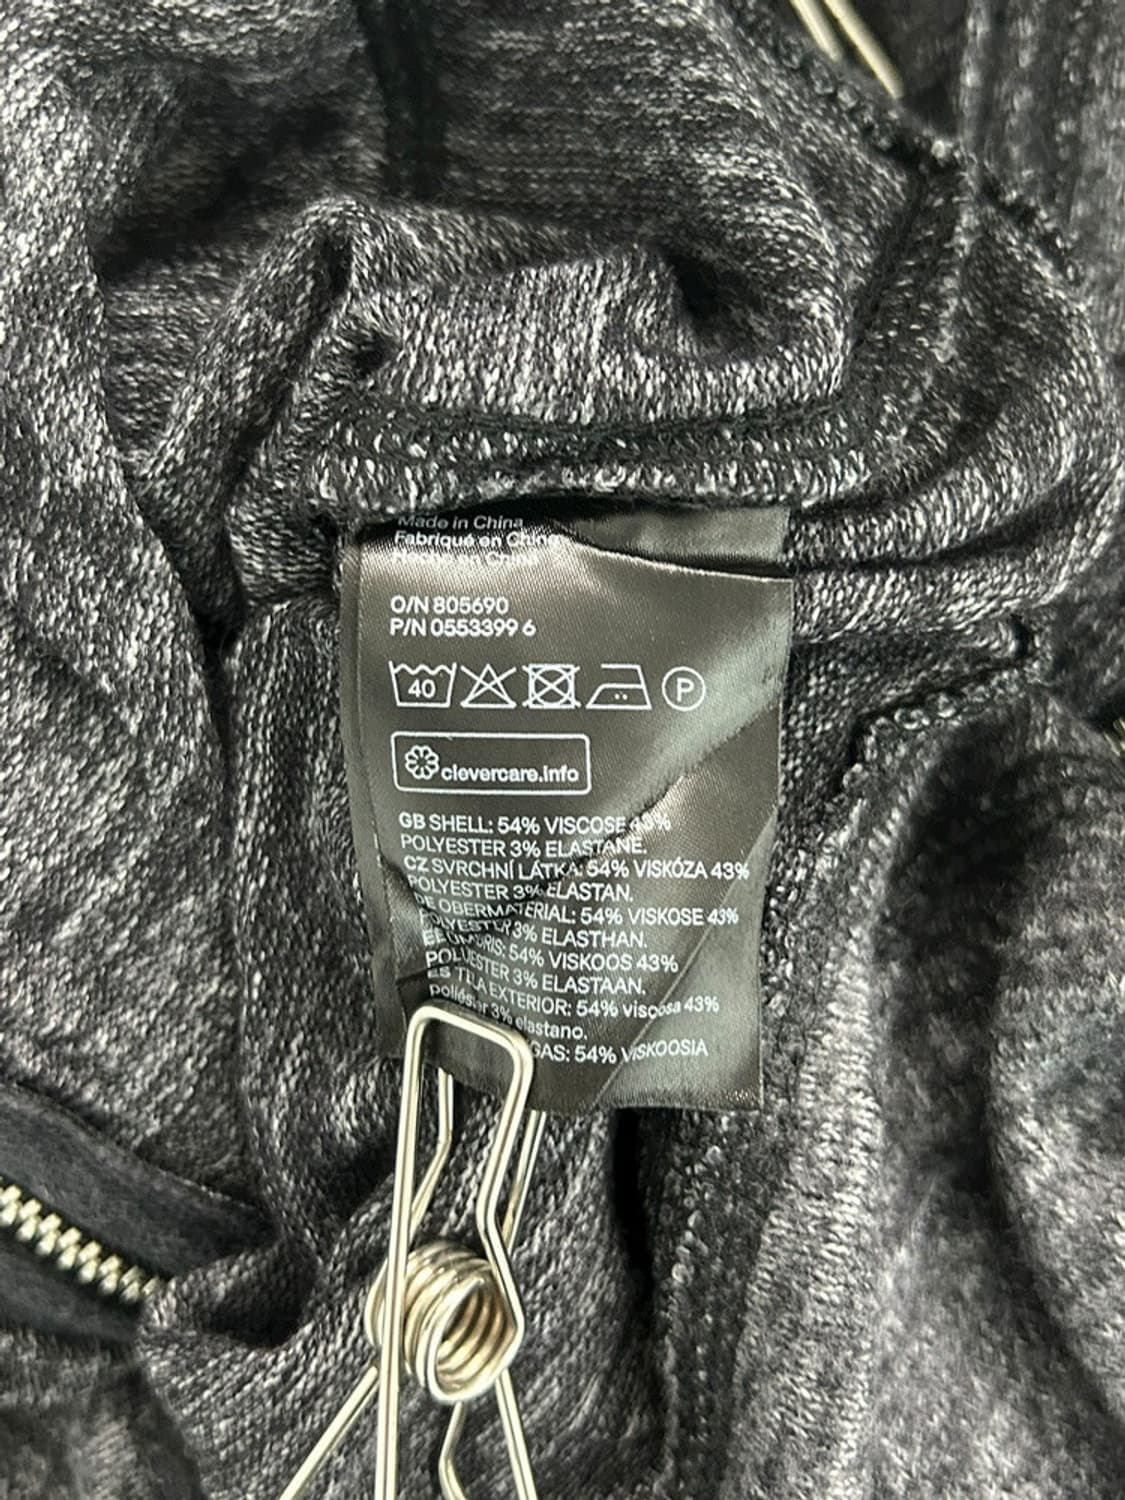 Made in China
Fabriqué en Chine
O/N 805690
P/N 0553399 6
40
P
clevercare.info
GB SHELL: 54% VISCOSE 43%
POLYESTER 3% ELASTANE.
CZ SVRCHNÍ LÁTKA: 54% VISKÓZA 43%
POLYESTER 3% ELASTAN.
DE OBERMATERIAL: 54% VISKOSE 43%
POLYESTER 3% ELASTHAN.
EE 54% VISKOOS 43%
POLÜESTER 3% ELASTAAN.
ES TELA EXTERIOR: 54% viscosa 43%
poliéster 3% elastano.
54% VISKOOSIA